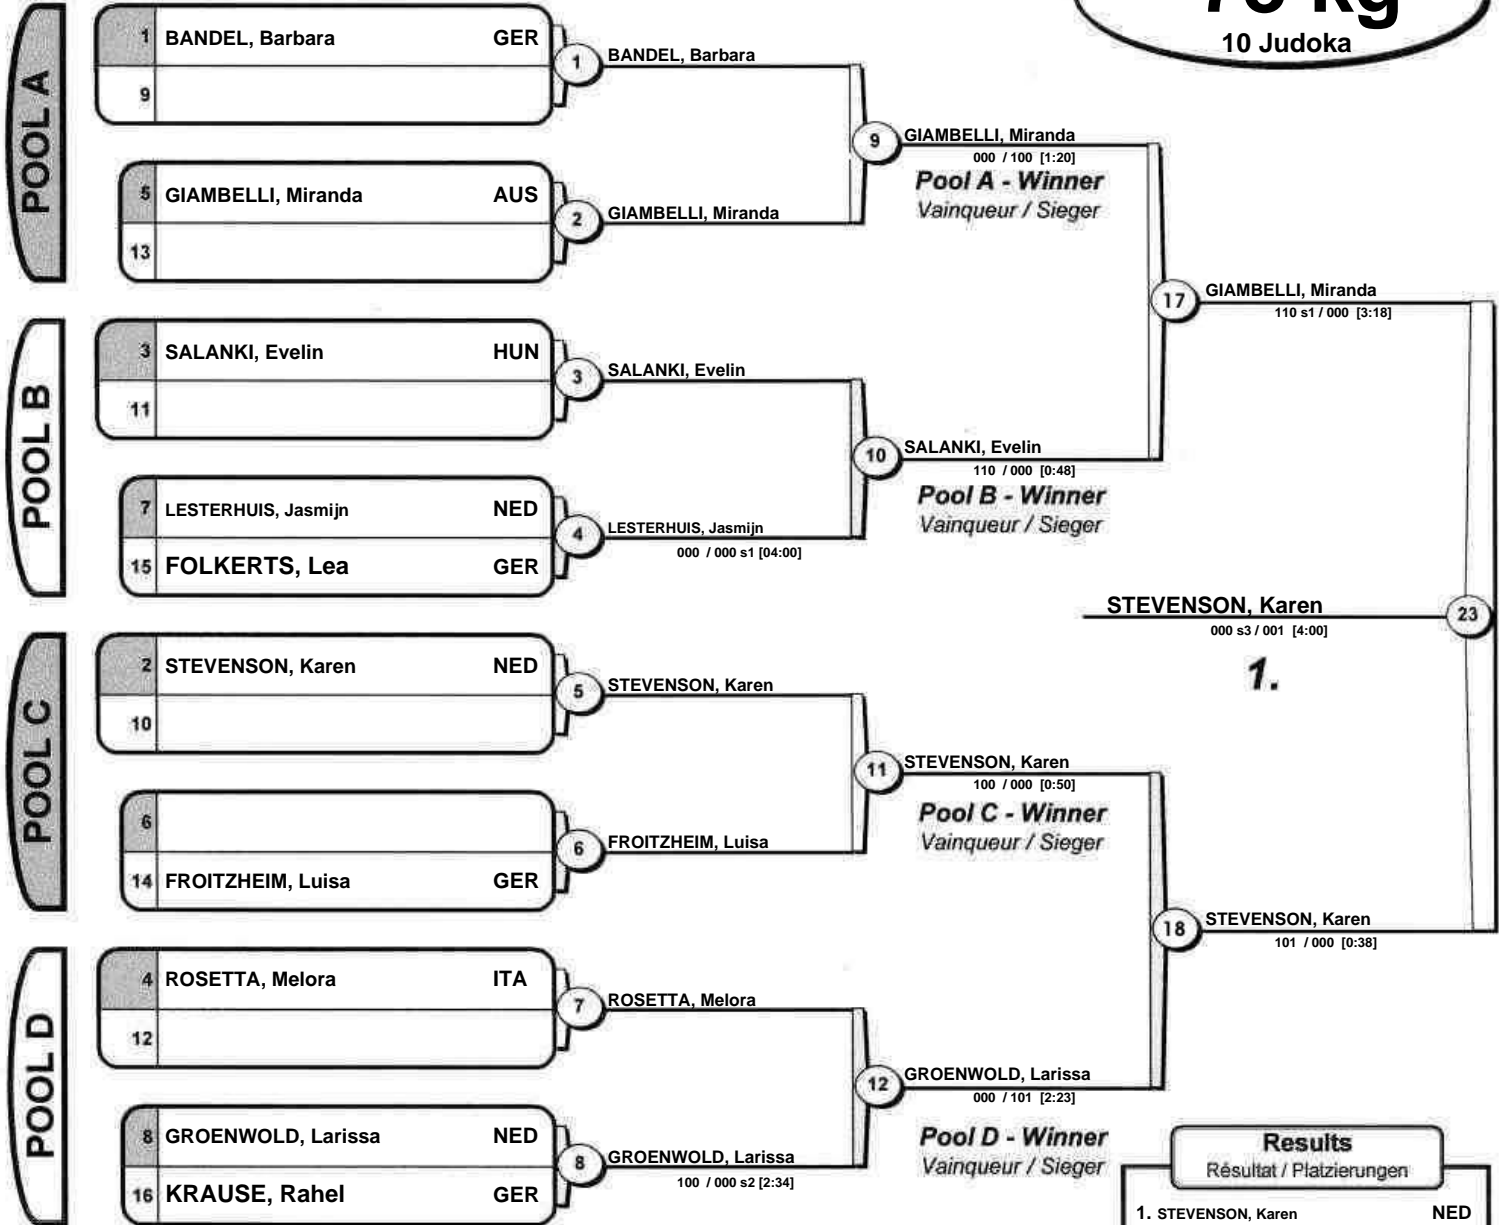 kg
10 Judoka
POOL A
1 BANDEL, Barbara GER
9
1 BANDEL, Barbara
5 GIAMBELLI, Miranda AUS
13
2 GIAMBELLI, Miranda
9 GIAMBELLI, Miranda
000 / 100 [1:20]
Pool A - Winner
Vainqueur / Sieger
POOL B
3 SALANKI, Evelin HUN
11
3 SALANKI, Evelin
7 LESTERHUIS, Jasmijn NED
15 FOLKERTS, Lea GER
4 LESTERHUIS, Jasmijn
000 / 000 s1 [04:00]
10 SALANKI, Evelin
110 / 000 [0:48]
Pool B - Winner
Vainqueur / Sieger
17 GIAMBELLI, Miranda
110 s1 / 000 [3:18]
STEVENSON, Karen 23
000 s3 / 001 [4:00]
1.
POOL C
2 STEVENSON, Karen NED
10
5 STEVENSON, Karen
6
14 FROITZHEIM, Luisa GER
6 FROITZHEIM, Luisa
11 STEVENSON, Karen
100 / 000 [0:50]
Pool C - Winner
Vainqueur / Sieger
18 STEVENSON, Karen
101 / 000 [0:38]
POOL D
4 ROSETTA, Melora ITA
12
7 ROSETTA, Melora
8 GROENWOLD, Larissa NED
16 KRAUSE, Rahel GER
8 GROENWOLD, Larissa
100 / 000 s2 [2:34]
12 GROENWOLD, Larissa
000 / 101 [2:23]
Pool D - Winner
Vainqueur / Sieger
Results
Résultat / Platzierungen
1. STEVENSON, Karen NED